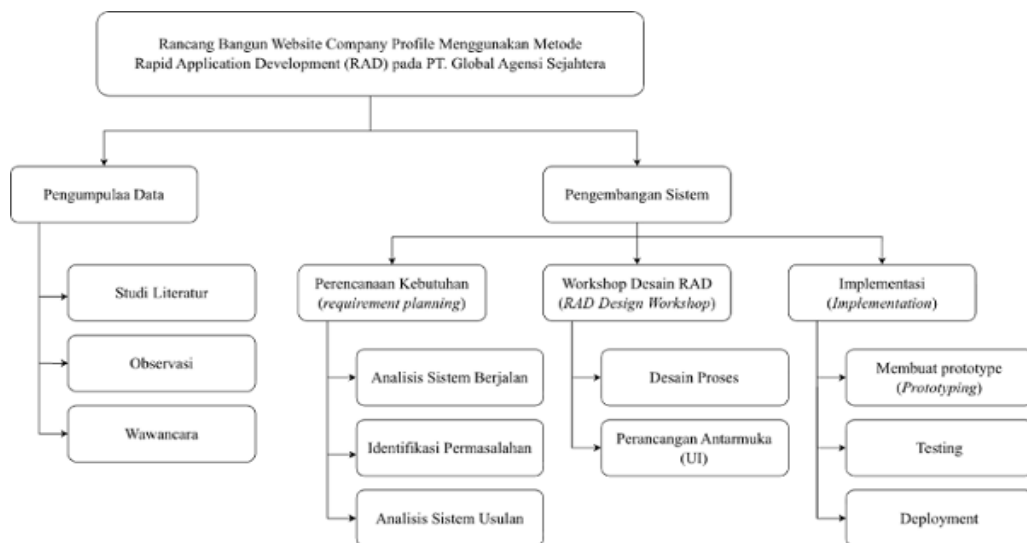 Rancang Bangun Website Company Profile Menggunakan Metode
Rapid Application Development (RAD) pada PT. Global Agensi Sejahtera
Pengumpulaa Data
Pengembangan Sistem
Studi Literatur
Observasi
Wawancara
Perencanaan Kebutuhan
(requirement planning)
Analisis Sistem Berjalan
Identifikasi Permasalahan
Analisis Sistem Usulan
Workshop Desain RAD
(RAD Design Workshop)
Desain Proses
Perancangan Antarmuka
(UI)
Implementasi
(Implementation)
Membuat prototype
(Prototyping)
Testing
Deployment